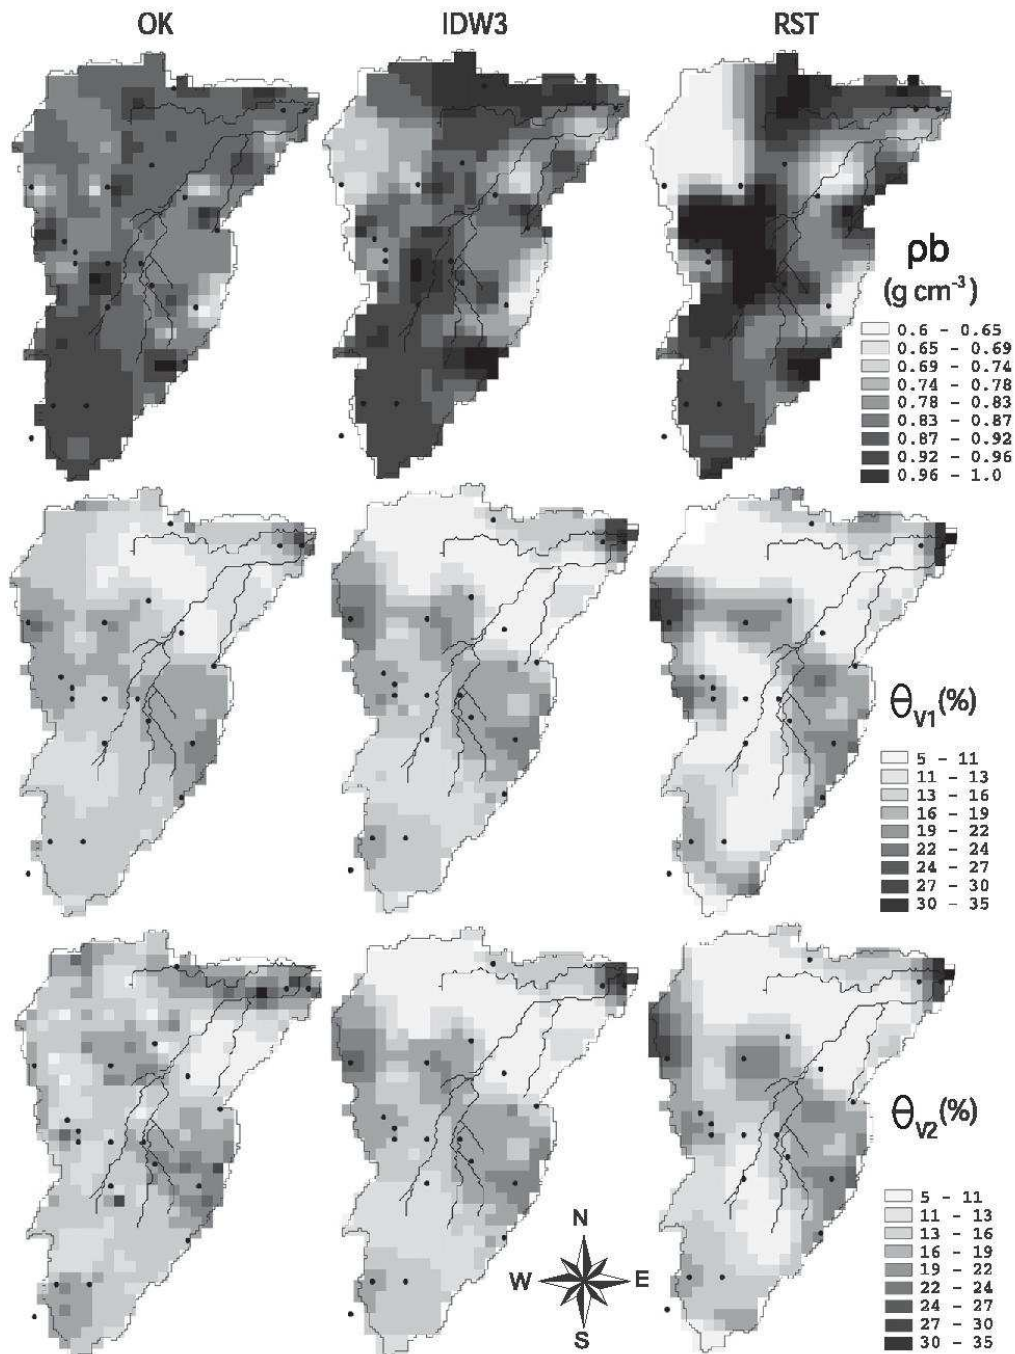 OK IDW3 RST
ρb
(g cm⁻³)
0.6 - 0.65
0.65 - 0.69
0.69 - 0.74
0.74 - 0.78
0.78 - 0.83
0.83 - 0.87
0.87 - 0.92
0.92 - 0.96
0.96 - 1.0
θV1(%)
5 - 11
11 - 13
13 - 16
16 - 19
19 - 22
22 - 24
24 - 27
27 - 30
30 - 35
θV2(%)
5 - 11
11 - 13
13 - 16
16 - 19
19 - 22
22 - 24
24 - 27
27 - 30
30 - 35
N
W E
S